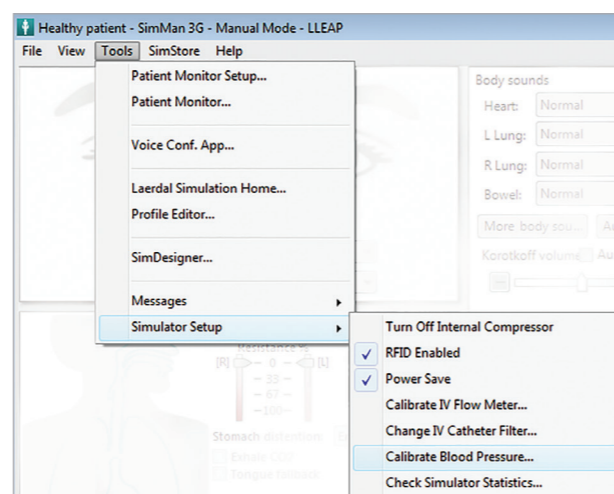 Healthy patient - SimMan 3G - Manual Mode - LLEAP
File View Tools SimStore Help
Patient Monitor Setup...
Patient Monitor...
Voice Conf. App...
Laerdal Simulation Home...
Profile Editor...
SimDesigner...
Messages
Simulator Setup
Body sounds
Heart: Normal
L Lung: Normal
R Lung: Normal
Bowel: Normal
More body sou...
Korotkoff volume Au
Turn Off Internal Compressor
RFID Enabled
Power Save
Calibrate IV Flow Meter...
Change IV Catheter Filter...
Calibrate Blood Pressure...
Check Simulator Statistics...
Resistance %
[R] 0 [L]
33
67
100
Stomach distention
Exhale CO2